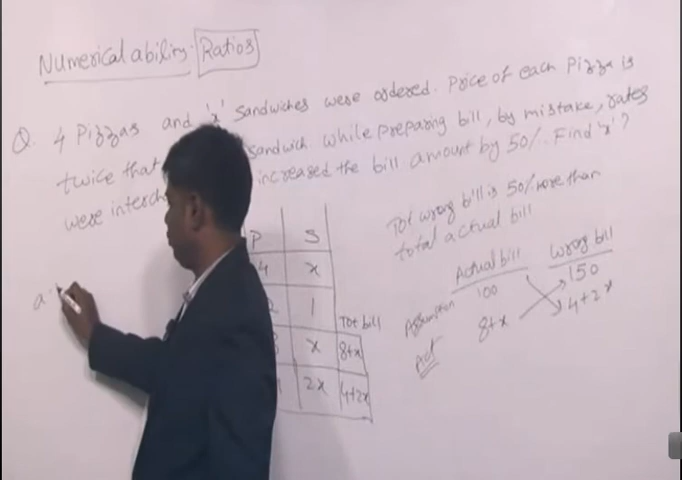 Numerical ability. Ratios
Q. 4 Pizzas and 'x' Sandwiches were ordered. Price of each Pizza is
twice that sandwich while preparing bill, by mistake, rates
were interch increased the bill amount by 50%. Find 'x'?
Tot wrong bill is 50% more than
total actual bill
P S
4 x
1 Tot bill
x 8+x
2x 4+2x
Actual bill Wrong bill
Assumption 100 150
Act 8+x 4+2x
a